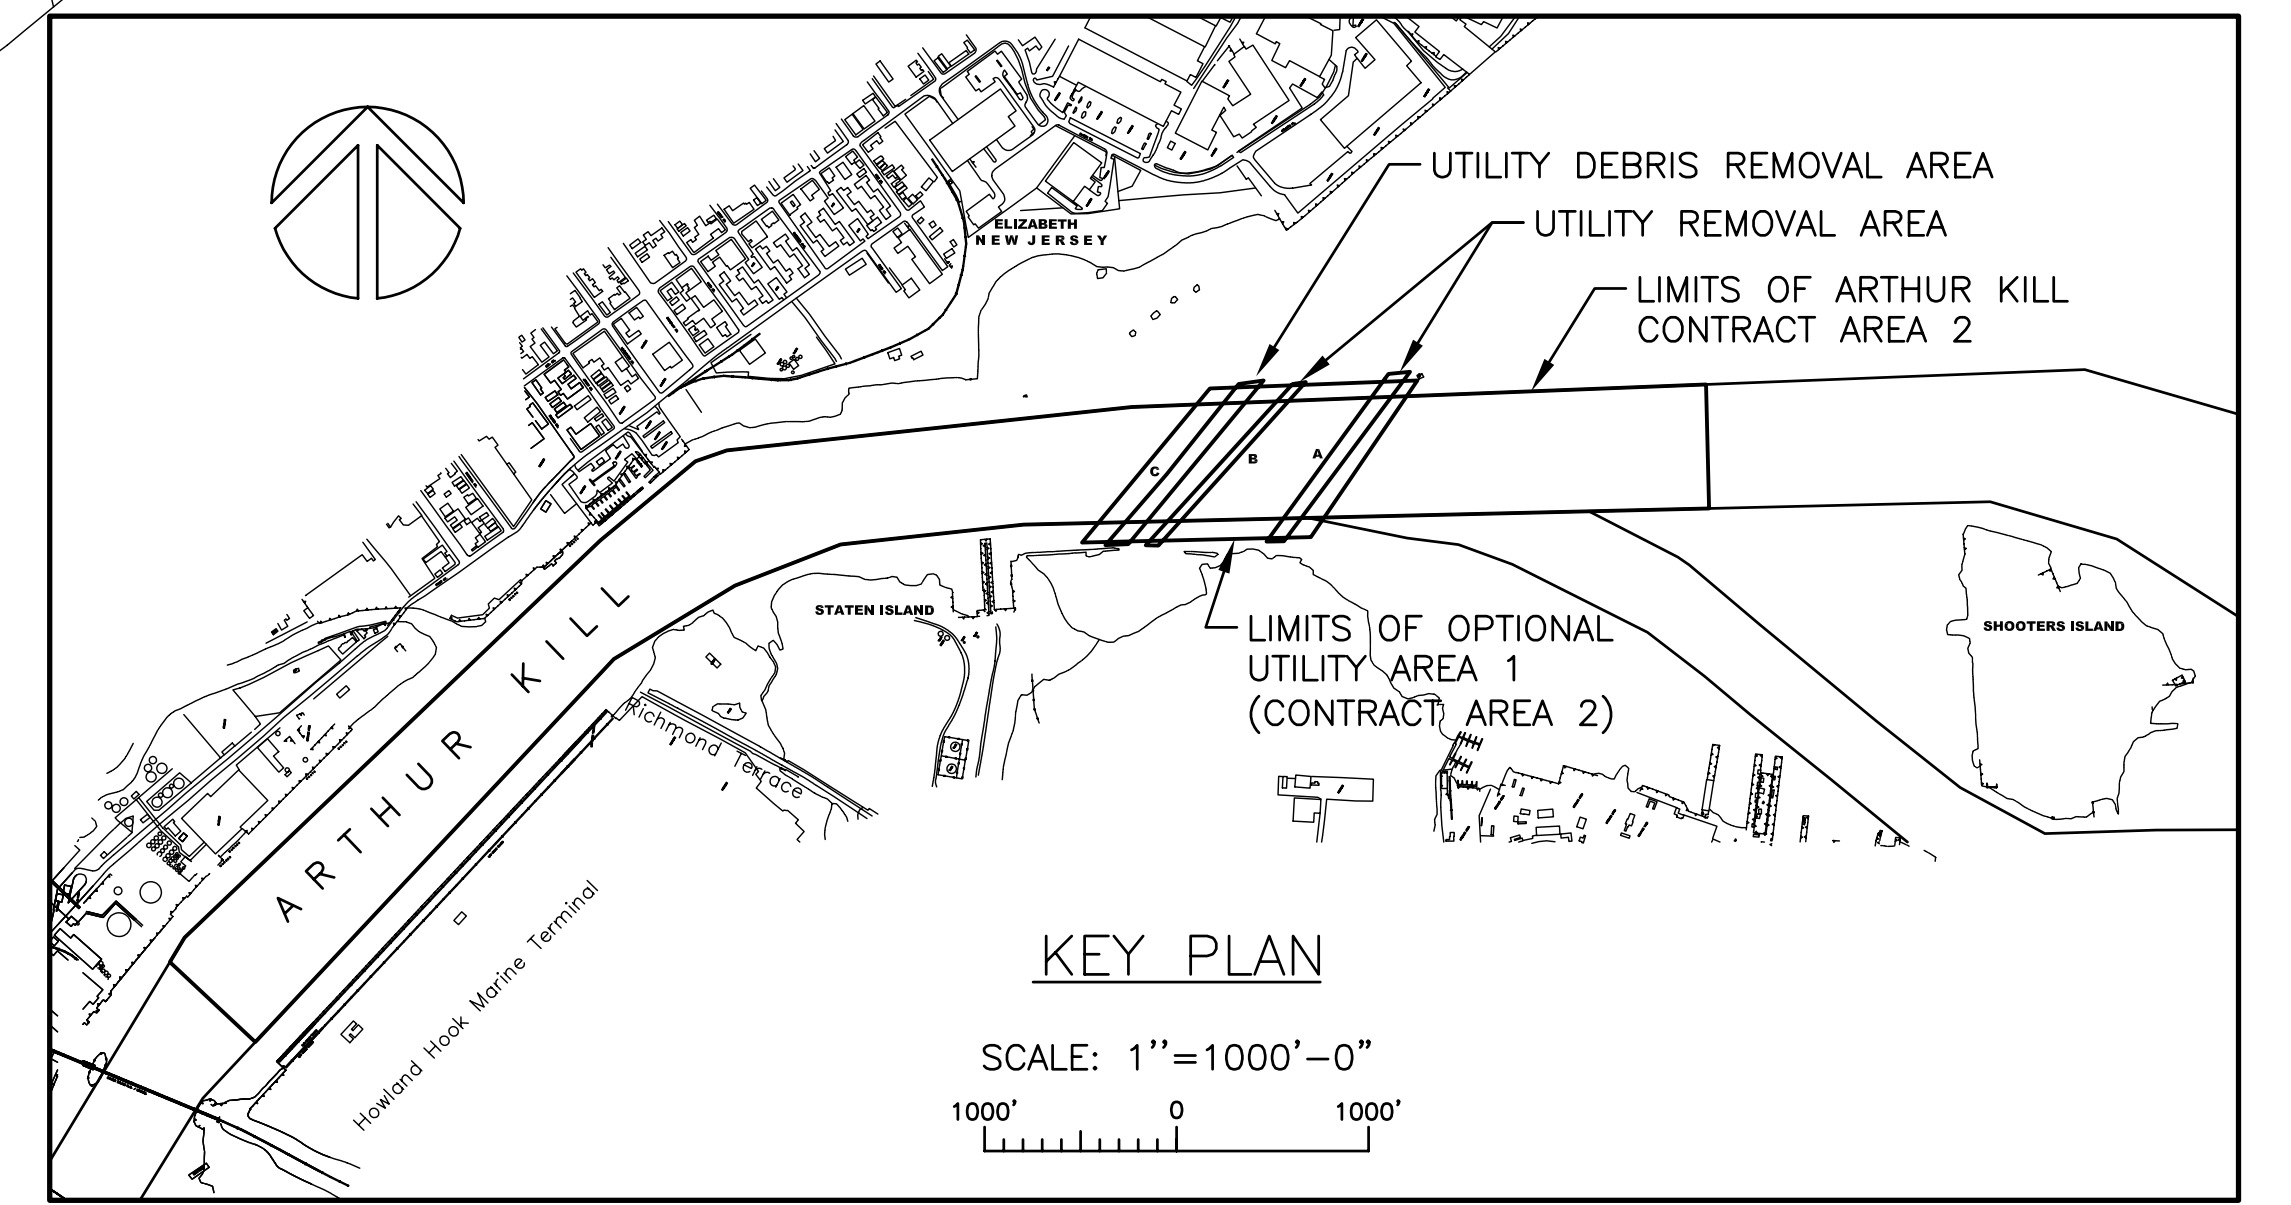 UTILITY DEBRIS REMOVAL AREA
UTILITY REMOVAL AREA
ELIZABETH
NEW JERSEY
LIMITS OF ARTHUR KILL
CONTRACT AREA 2
C
B
A
STATEN ISLAND
LIMITS OF OPTIONAL
UTILITY AREA 1
(CONTRACT AREA 2)
SHOOTERS ISLAND
ARTHUR KILL
Richmond Terrace
Howland Hook Marine Terminal
KEY PLAN
SCALE: 1''=1000'-0"
1000' 0 1000'